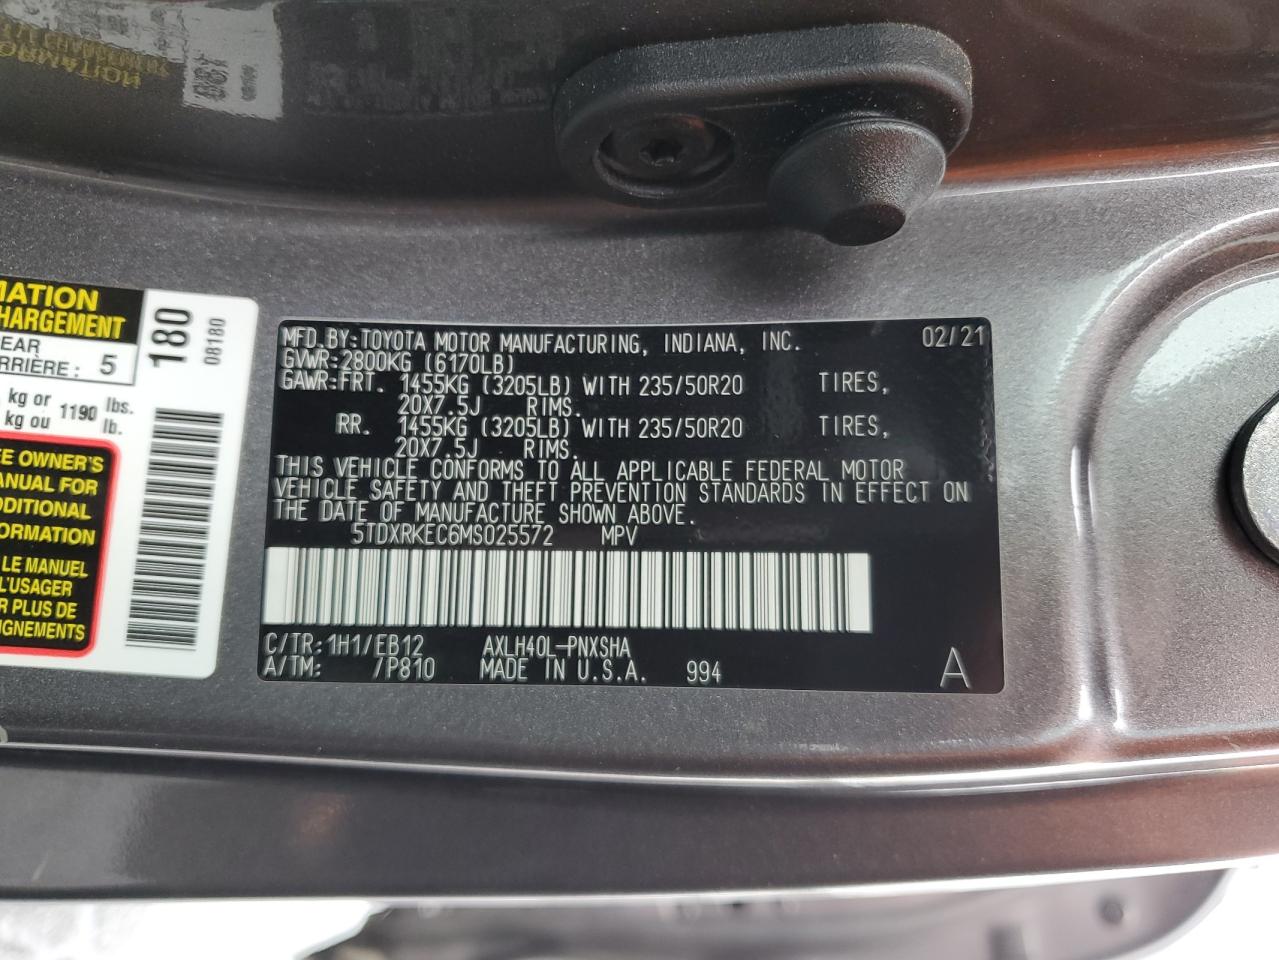 MATION
HARGEMENT
EAR
RRIÈRE : 5
kg or 1190 lbs.
kg ou lb.
EE OWNER'S
ANUAL FOR
DDITIONAL
ORMATION
LE MANUEL
L'USAGER
R PLUS DE
IGNEMENTS
180
08180
MFD.BY:TOYOTA MOTOR MANUFACTURING, INDIANA, INC. 02/21
GVWR:2800KG (6170LB)
GAWR:FRT. 1455KG (3205LB) WITH 235/50R20 TIRES,
20X7.5J RIMS.
RR. 1455KG (3205LB) WITH 235/50R20 TIRES,
20X7.5J RIMS.
THIS VEHICLE CONFORMS TO ALL APPLICABLE FEDERAL MOTOR
VEHICLE SAFETY AND THEFT PREVENTION STANDARDS IN EFFECT ON
THE DATE OF MANUFACTURE SHOWN ABOVE.
5TDXRKEC6MS025572 MPV
C/TR:1H1/EB12 AXLH40L-PNXSHA
A/TM: /P810 MADE IN U.S.A. 994 A